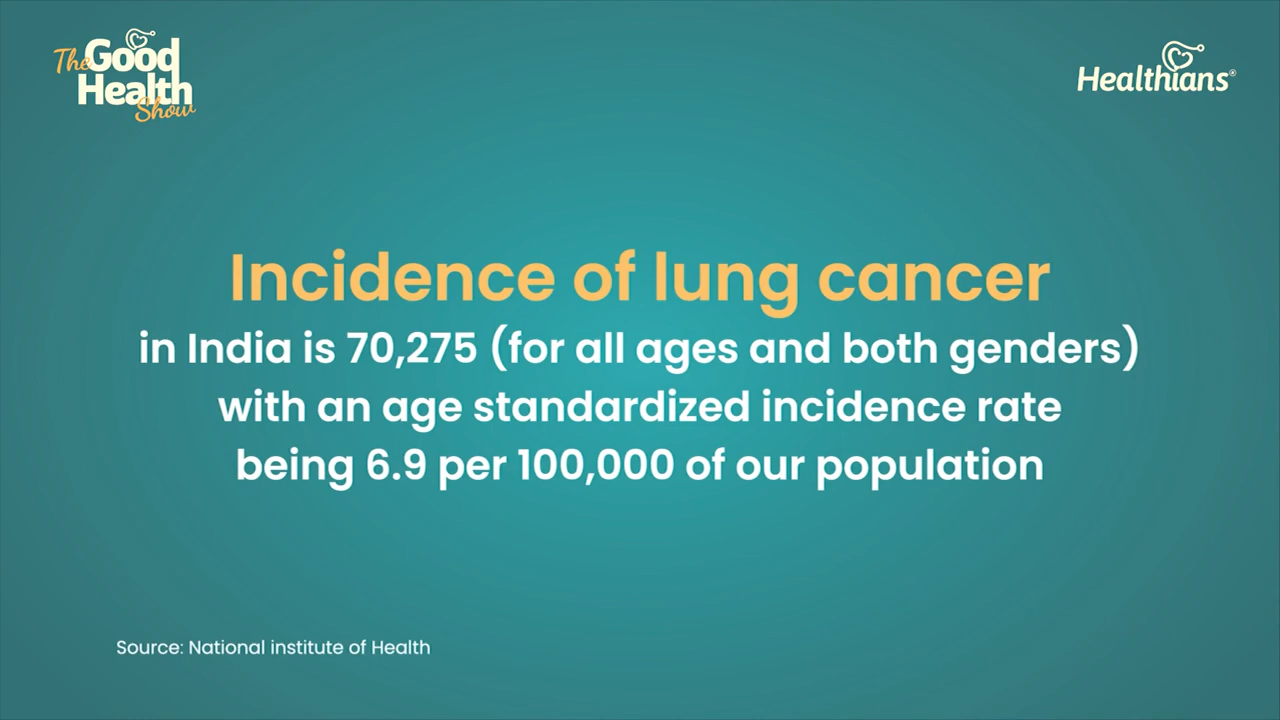 The Good
Health
Show
Healthians®
Incidence of lung cancer
in India is 70,275 (for all ages and both genders)
with an age standardized incidence rate
being 6.9 per 100,000 of our population
Source: National institute of Health